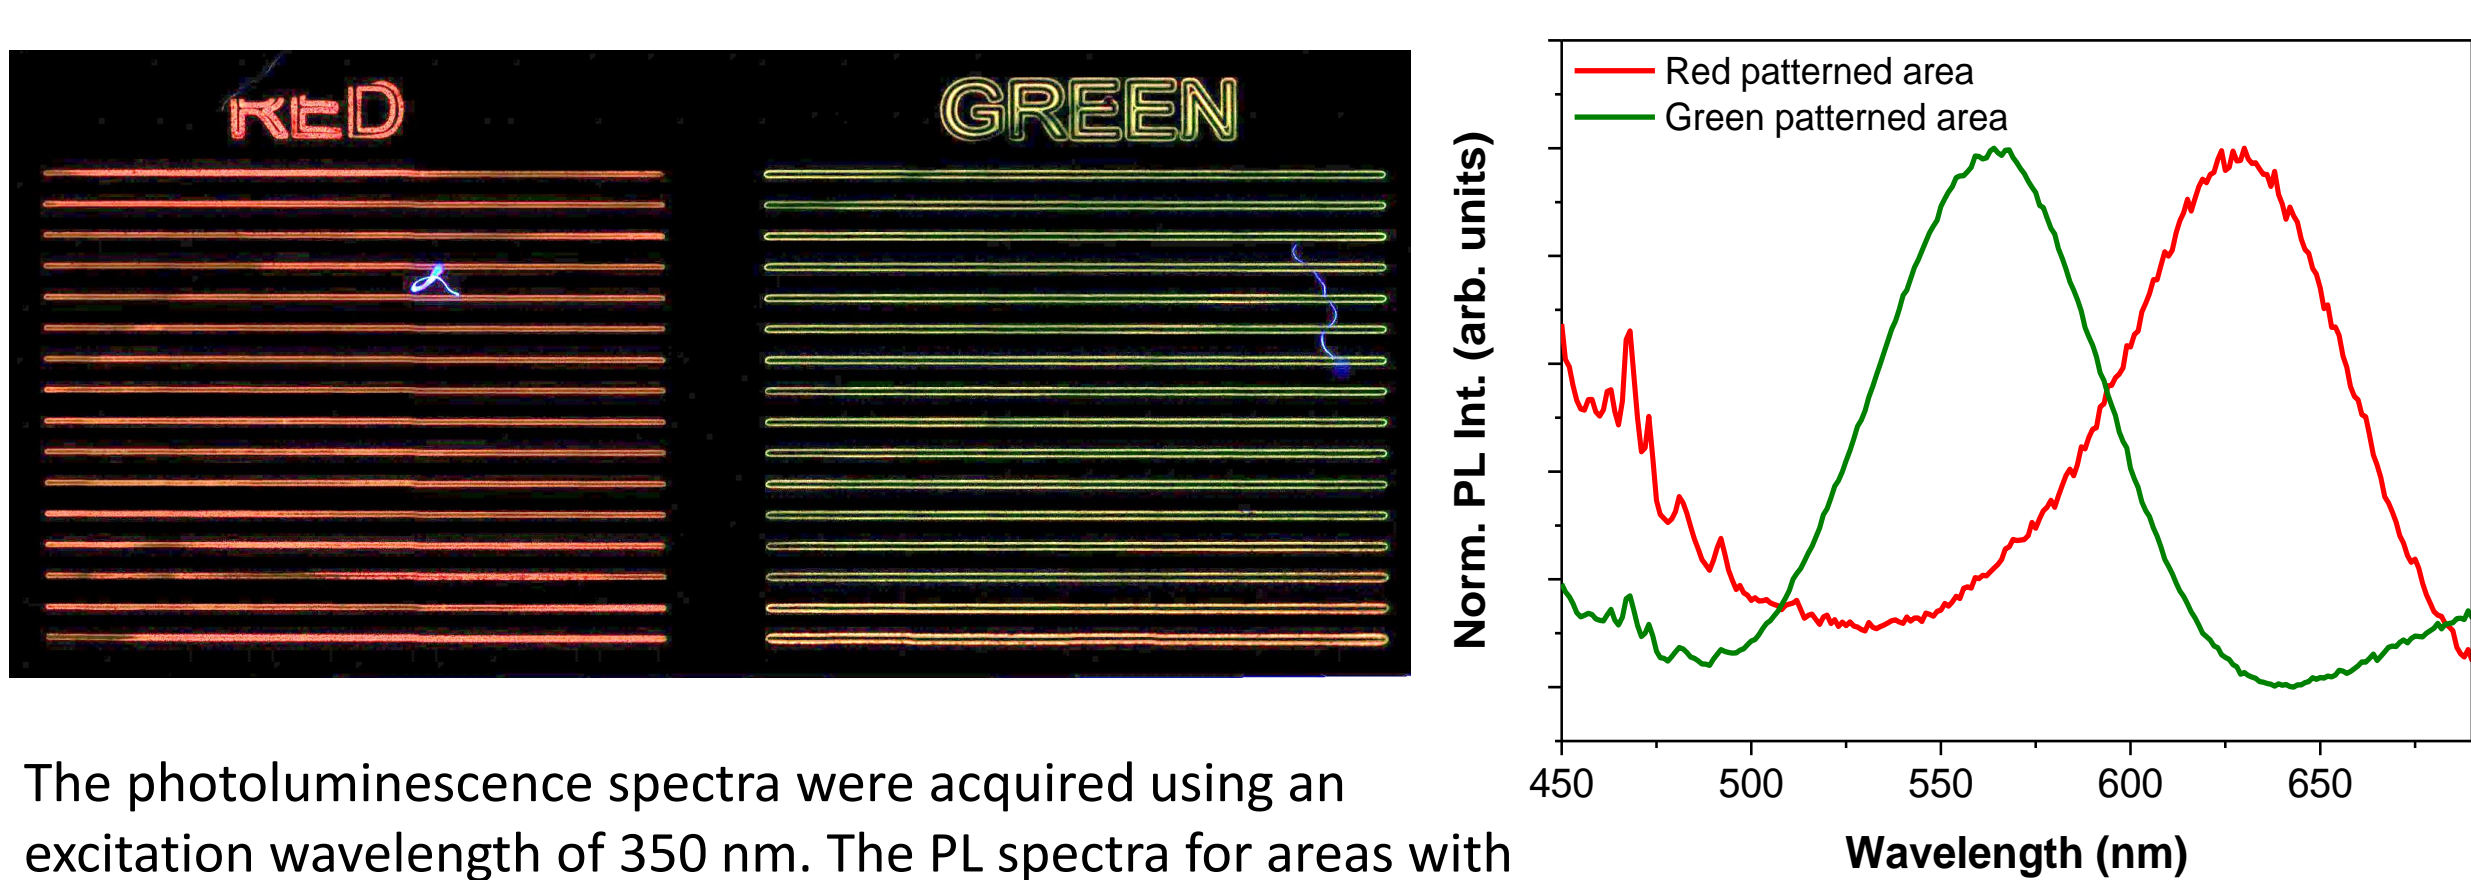 RED
GREEN
Red patterned area
Green patterned area
Norm. PL Int. (arb. units)
450 500 550 600 650
Wavelength (nm)
The photoluminescence spectra were acquired using an
excitation wavelength of 350 nm. The PL spectra for areas with